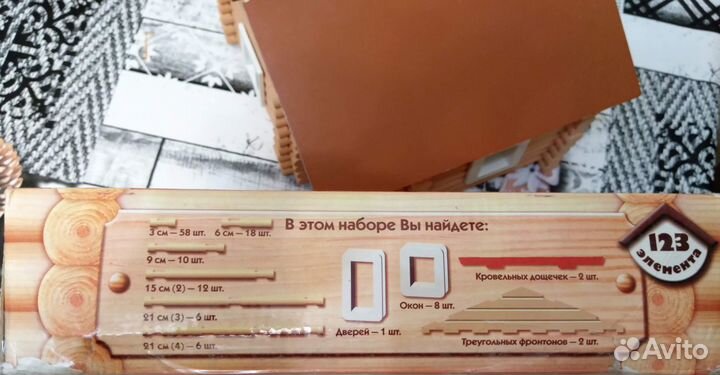 В этом наборе Вы найдете:
3 см – 58 шт. 6 см – 18 шт.
9 см – 10 шт.
15 см (2) – 12 шт.
21 см (3) – 6 шт.
21 см (4) – 6 шт.
Дверей – 1 шт.
Окон – 8 шт.
Кровельных дощечек – 2 шт.
Треугольных фронтонов – 2 шт.
123
элемента
Avito